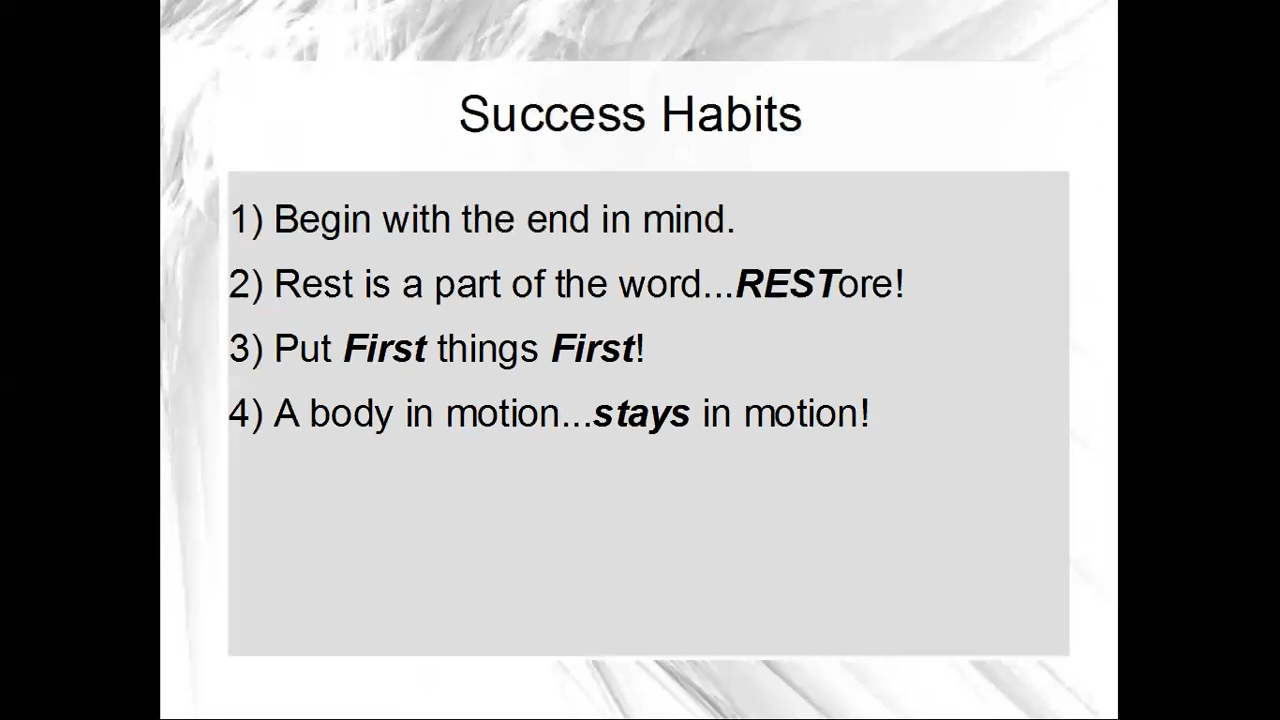 Success Habits
1) Begin with the end in mind.
2) Rest is a part of the word...RESTore!
3) Put First things First!
4) A body in motion...stays in motion!